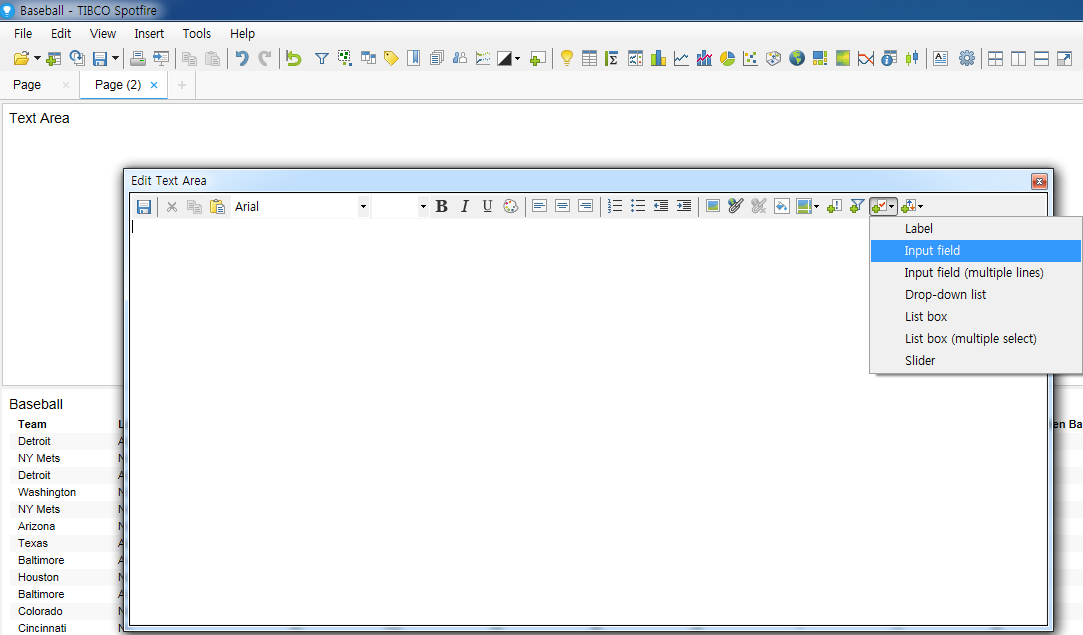 Baseball - TIBCO Spotfire
File Edit View Insert Tools Help
Page Page (2)
Text Area
Edit Text Area
Arial B I U
Label
Input field
Input field (multiple lines)
Drop-down list
List box
List box (multiple select)
Slider
Baseball
Team
Detroit
NY Mets
Detroit
Washington
NY Mets
Arizona
Texas
Baltimore
Houston
Baltimore
Colorado
Cincinnati